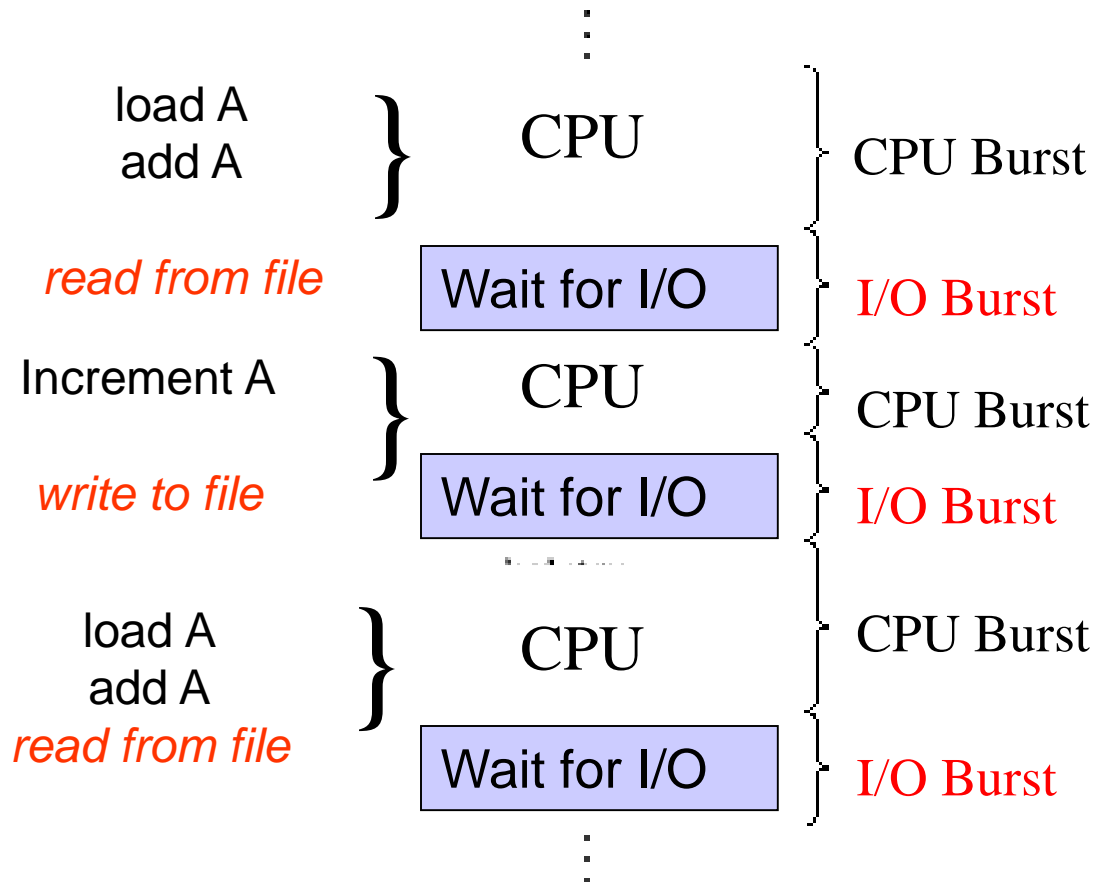 load A
add A
CPU
CPU Burst
read from file
Wait for I/O
I/O Burst
Increment A
CPU
CPU Burst
write to file
Wait for I/O
I/O Burst
load A
add A
CPU
CPU Burst
read from file
Wait for I/O
I/O Burst